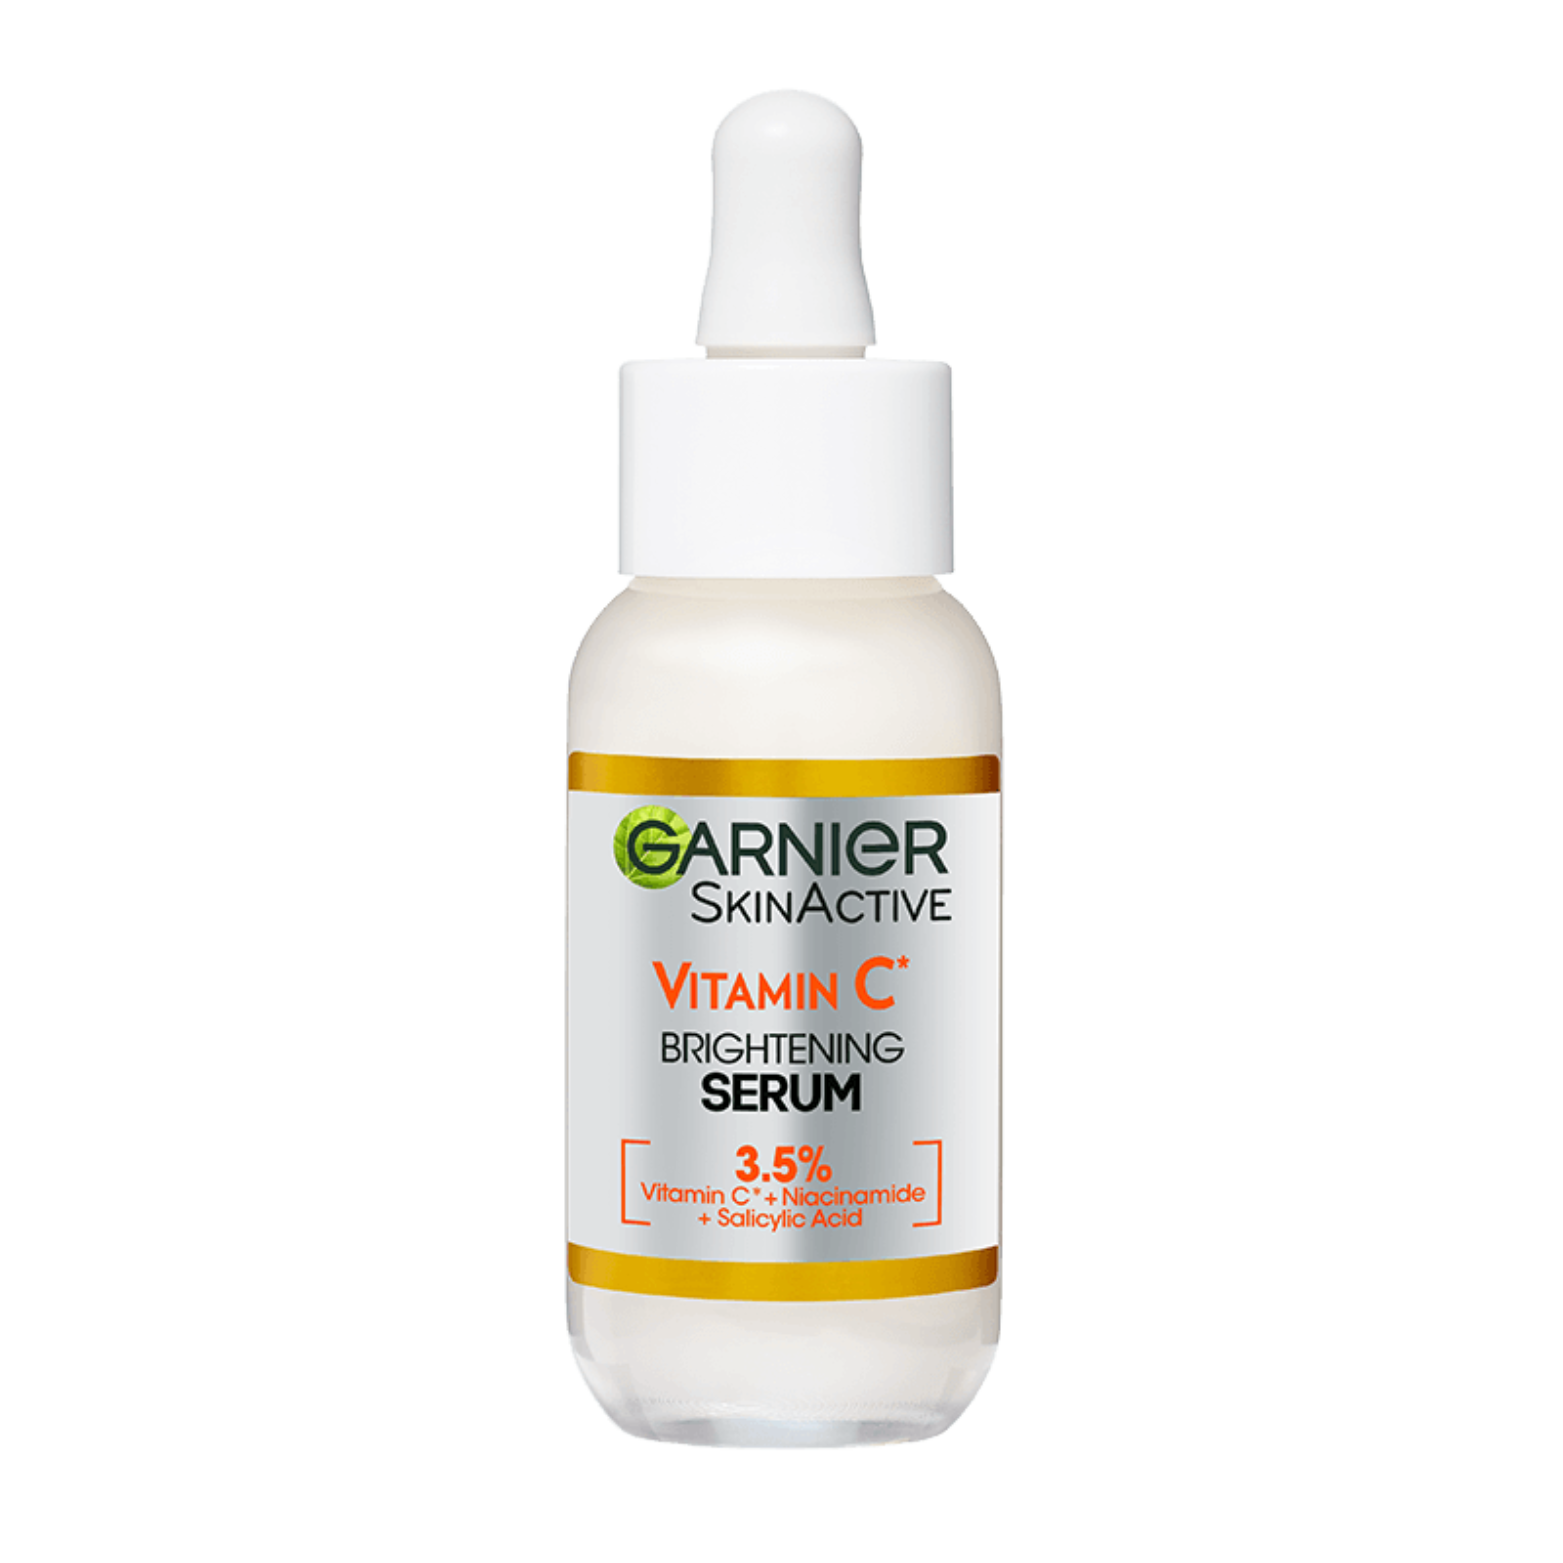 GARNIER
SKINACTIVE
VITAMIN C*
BRIGHTENING
SERUM
3.5%
Vitamin C* + Niacinamide
+ Salicylic Acid